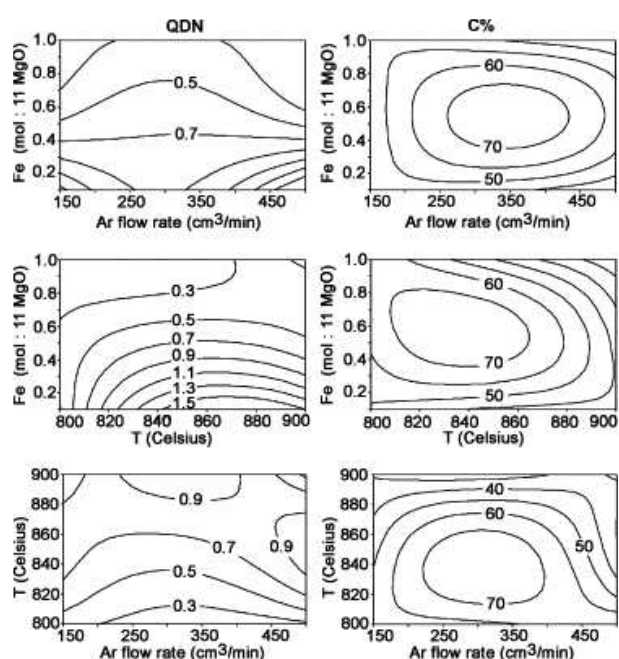 QDN
C%
1.0
0.8
0.6
0.4
0.2
Fe (mol : 11 MgO)
0.5
0.7
150 250 350 450
Ar flow rate (cm3/min)
1.0
0.8
0.6
0.4
0.2
Fe (mol : 11 MgO)
60
70
50
150 250 350 450
Ar flow rate (cm3/min)
1.0
0.8
0.6
0.4
0.2
Fe (mol : 11 MgO)
0.3
0.5
0.7
0.9
1.1
1.3
1.5
800 820 840 860 880 900
T (Celsius)
1.0
0.8
0.6
0.4
0.2
Fe (mol : 11 MgO)
60
70
50
800 820 840 860 880 900
T (Celsius)
900
880
860
840
820
800
T (Celsius)
0.9
0.7
0.9
0.5
0.3
150 250 350 450
Ar flow rate (cm3/min)
900
880
860
840
820
800
T (Celsius)
40
60
50
70
150 250 350 450
Ar flow rate (cm3/min)